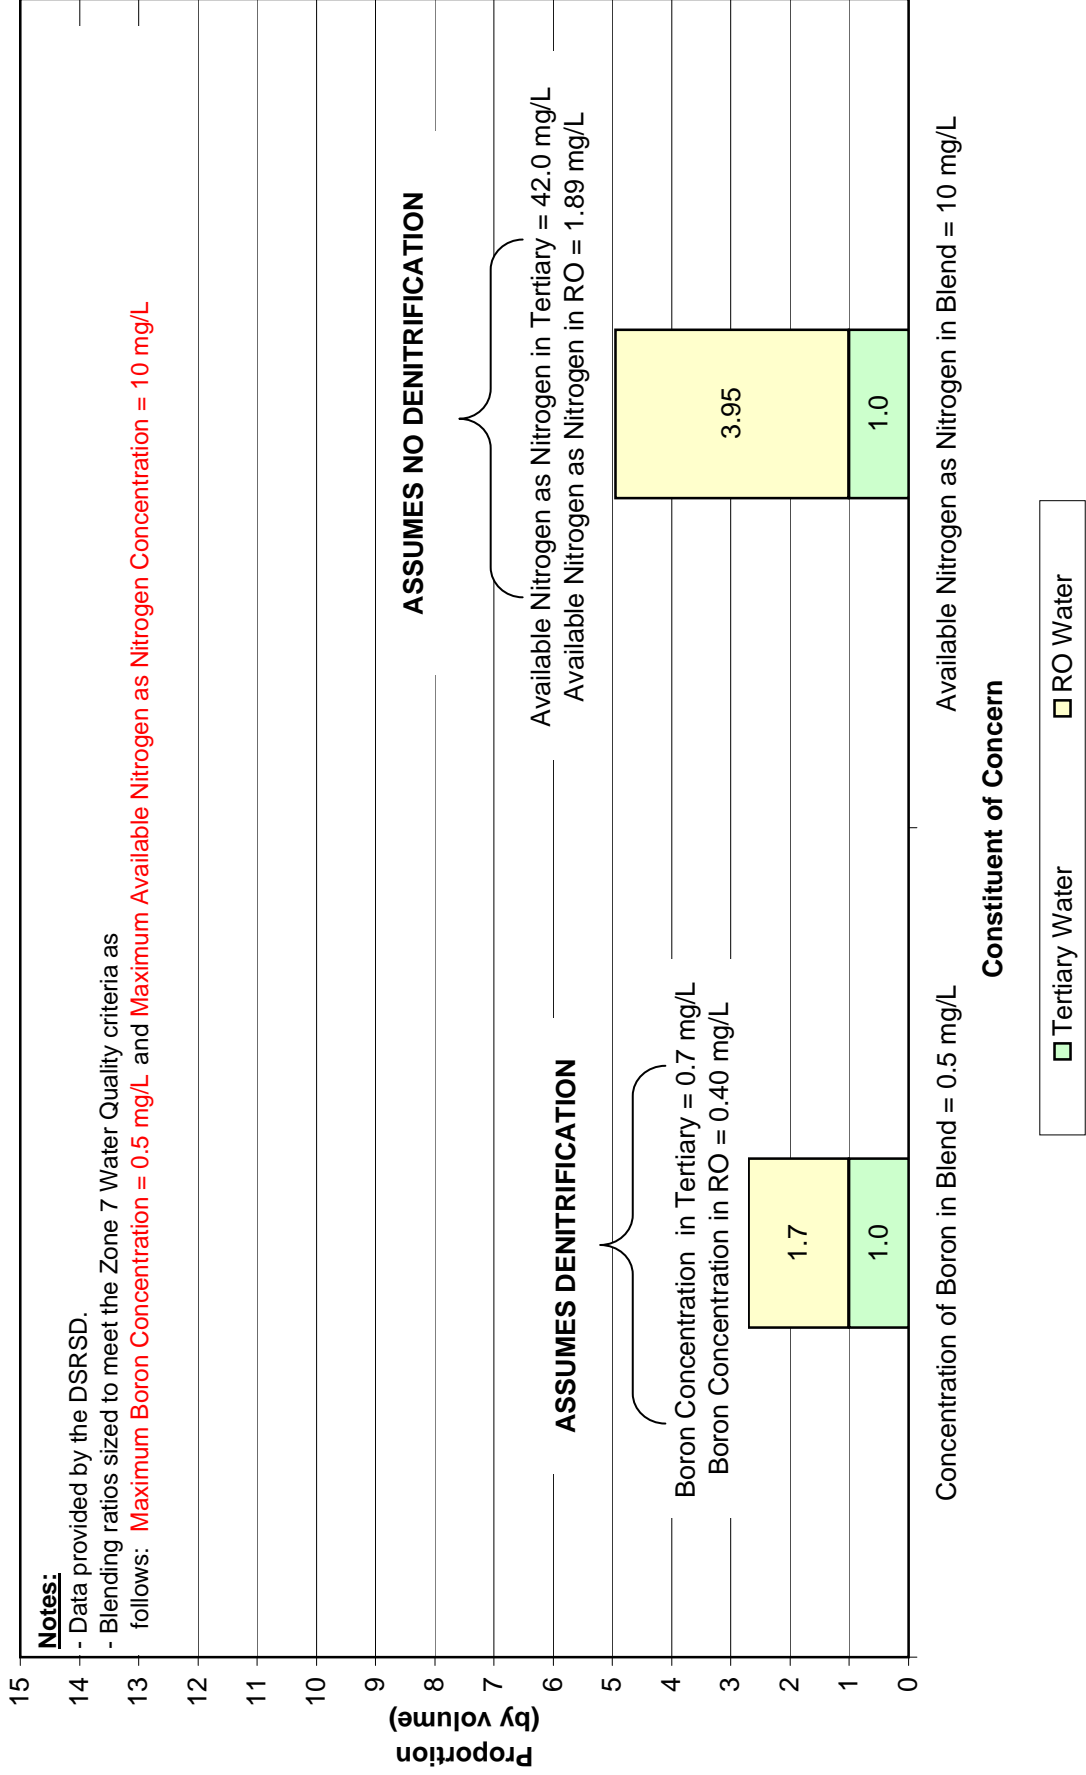 Notes:
- Data provided by the DSRSD.
- Blending ratios sized to meet the Zone 7 Water Quality criteria as
follows: Maximum Boron Concentration = 0.5 mg/L and Maximum Available Nitrogen as Nitrogen Concentration = 10 mg/L
15
14
13
12
11
10
9
8
7
6
5
4
3
2
1
0
Proportion
(by volume)
ASSUMES DENITRIFICATION
Boron Concentration in Tertiary = 0.7 mg/L
Boron Concentration in RO = 0.40 mg/L
1.7
1.0
ASSUMES NO DENITRIFICATION
Available Nitrogen as Nitrogen in Tertiary = 42.0 mg/L
Available Nitrogen as Nitrogen in RO = 1.89 mg/L
3.95
1.0
Concentration of Boron in Blend = 0.5 mg/L
Available Nitrogen as Nitrogen in Blend = 10 mg/L
Constituent of Concern
Tertiary Water
RO Water